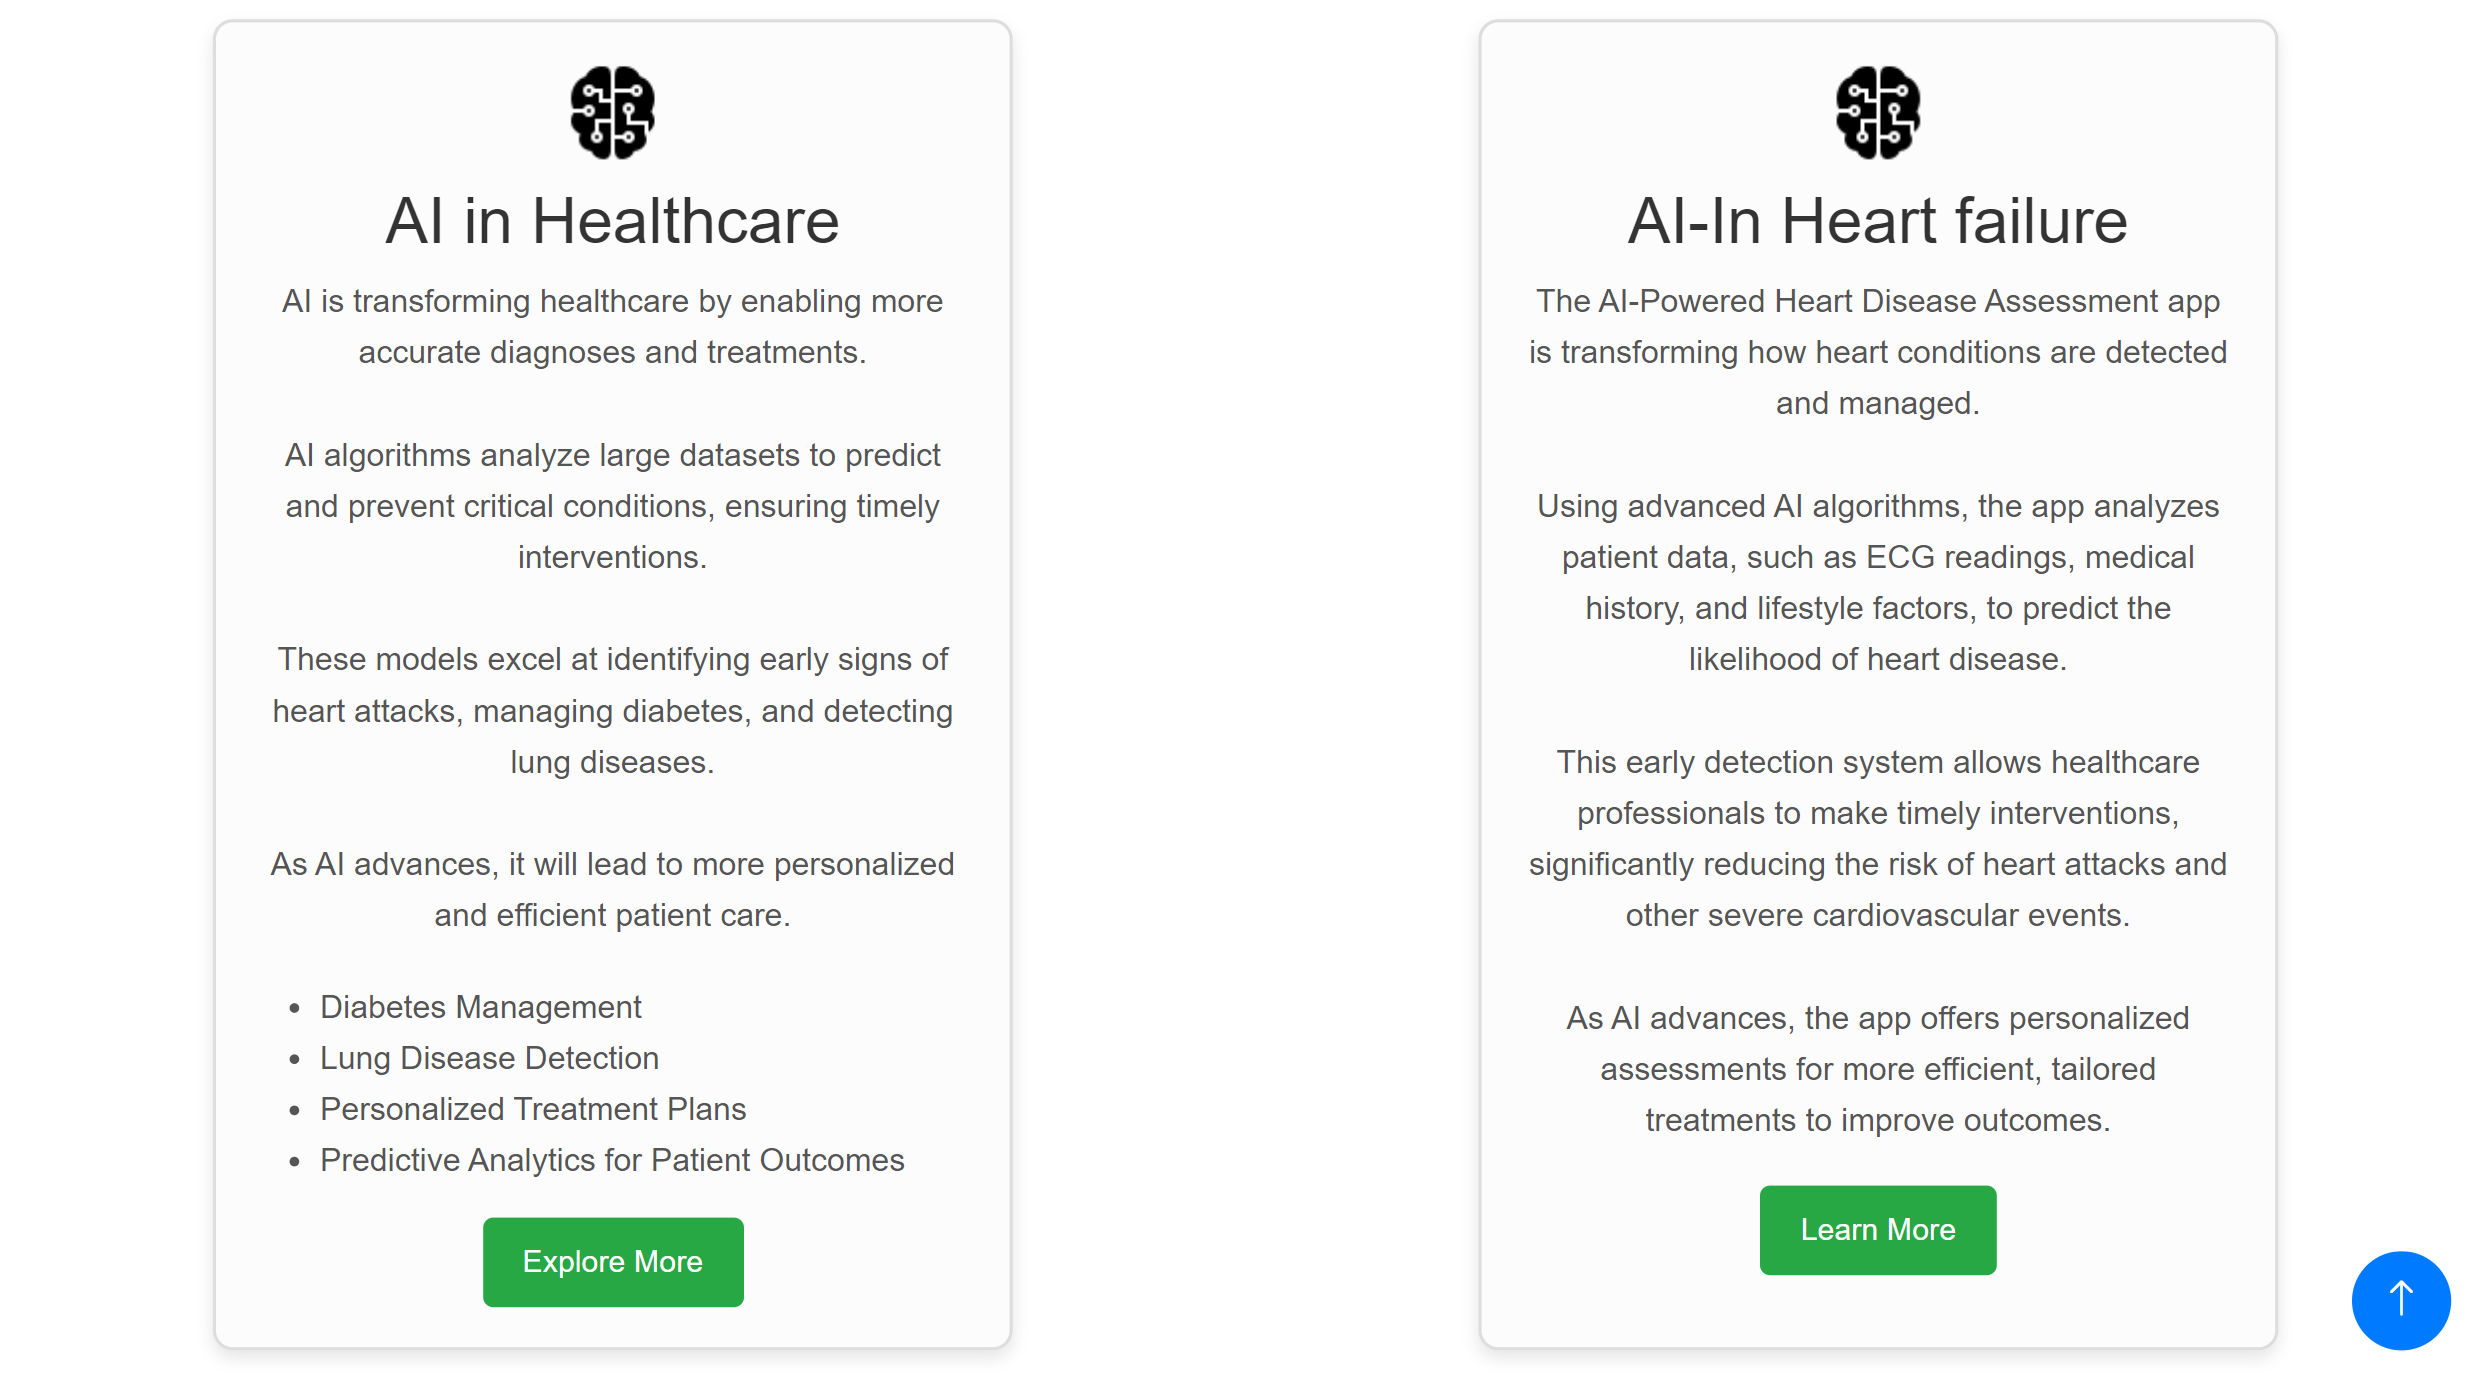 AI in Healthcare
AI is transforming healthcare by enabling more
accurate diagnoses and treatments.
AI algorithms analyze large datasets to predict
and prevent critical conditions, ensuring timely
interventions.
These models excel at identifying early signs of
heart attacks, managing diabetes, and detecting
lung diseases.
As AI advances, it will lead to more personalized
and efficient patient care.
• Diabetes Management
• Lung Disease Detection
• Personalized Treatment Plans
• Predictive Analytics for Patient Outcomes
Explore More
AI-In Heart failure
The AI-Powered Heart Disease Assessment app
is transforming how heart conditions are detected
and managed.
Using advanced AI algorithms, the app analyzes
patient data, such as ECG readings, medical
history, and lifestyle factors, to predict the
likelihood of heart disease.
This early detection system allows healthcare
professionals to make timely interventions,
significantly reducing the risk of heart attacks and
other severe cardiovascular events.
As AI advances, the app offers personalized
assessments for more efficient, tailored
treatments to improve outcomes.
Learn More